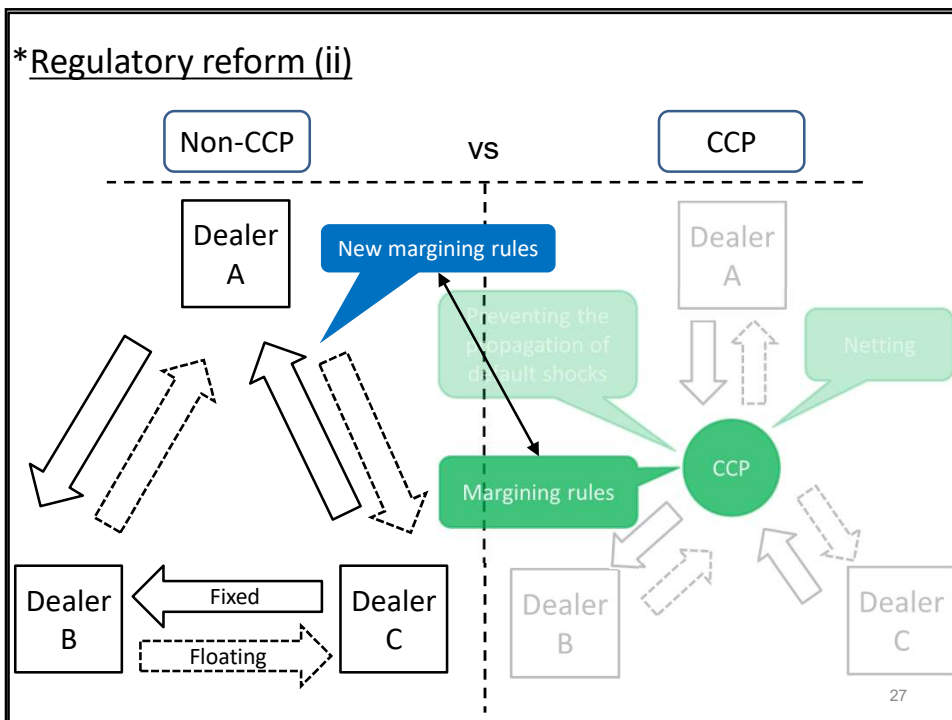 *Regulatory reform (ii)
Non-CCP
vs
CCP
Dealer
A
New margining rules
Dealer
A
Preventing the
propagation of
default shocks
Netting
CCP
Margining rules
Dealer
B
Fixed
Floating
Dealer
C
Dealer
B
Dealer
C
27